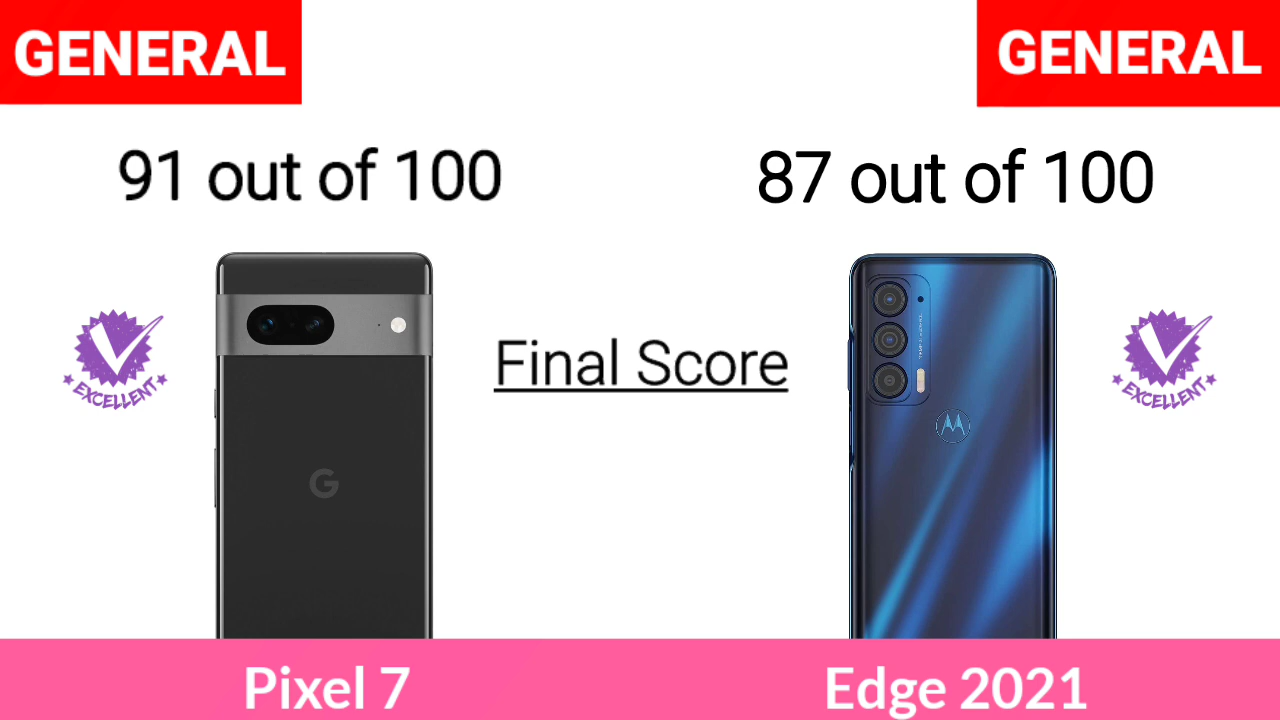 GENERAL
GENERAL
91 out of 100
87 out of 100
EXCELLENT
Final Score
EXCELLENT
G
Pixel 7
Edge 2021